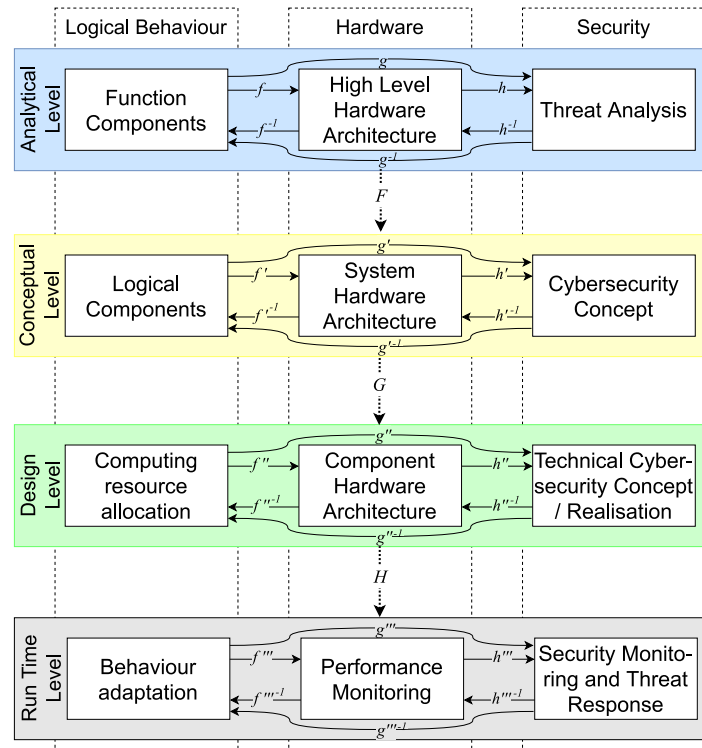 Logical Behaviour
Hardware
Security
Analytical
Level
Function
Components
High Level
Hardware
Architecture
Threat Analysis
g
f
h
f⁻¹
h⁻¹
g⁻¹
F
Conceptual
Level
Logical
Components
System
Hardware
Architecture
Cybersecurity
Concept
g'
f'
h'
f'⁻¹
h'⁻¹
g'⁻¹
G
Design
Level
Computing
resource
allocation
Component
Hardware
Architecture
Technical Cyber-
security Concept
/ Realisation
g''
f''
h''
f''⁻¹
h''⁻¹
g''⁻¹
H
Run Time
Level
Behaviour
adaptation
Performance
Monitoring
Security Monito-
ring and Threat
Response
g'''
f'''
h'''
f'''⁻¹
h'''⁻¹
g'''⁻¹